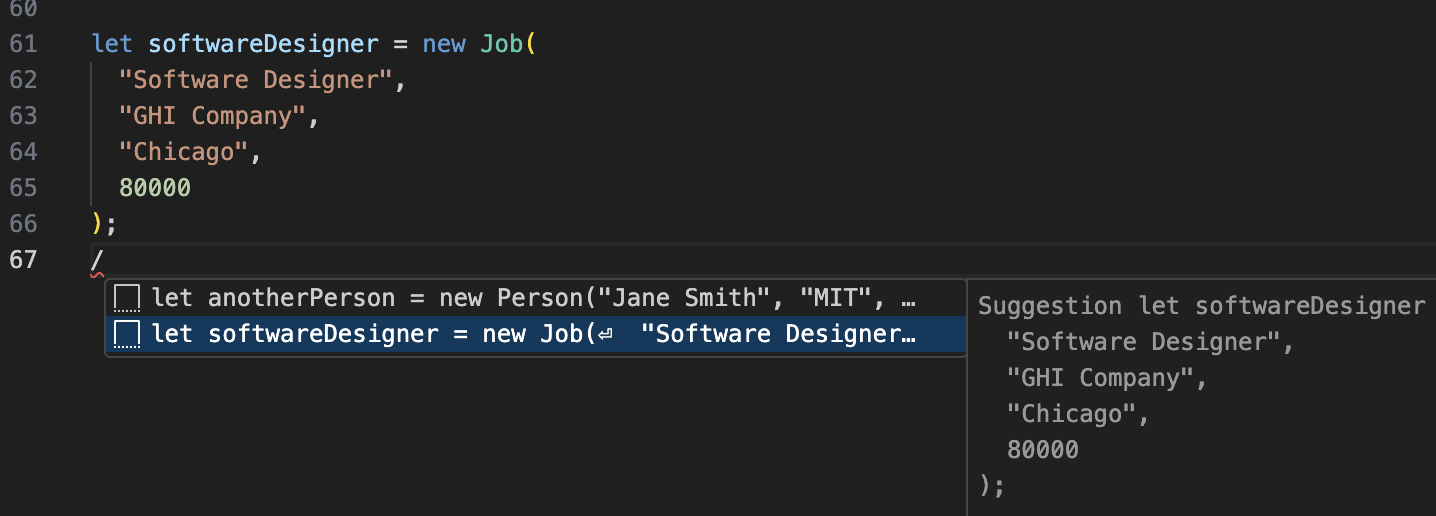 60
61 let softwareDesigner = new Job(
62 "Software Designer",
63 "GHI Company",
64 "Chicago",
65 80000
66 );
67 /
let anotherPerson = new Person("Jane Smith", "MIT", …
let softwareDesigner = new Job(⏎ "Software Designer…
Suggestion let softwareDesigner
"Software Designer",
"GHI Company",
"Chicago",
80000
);